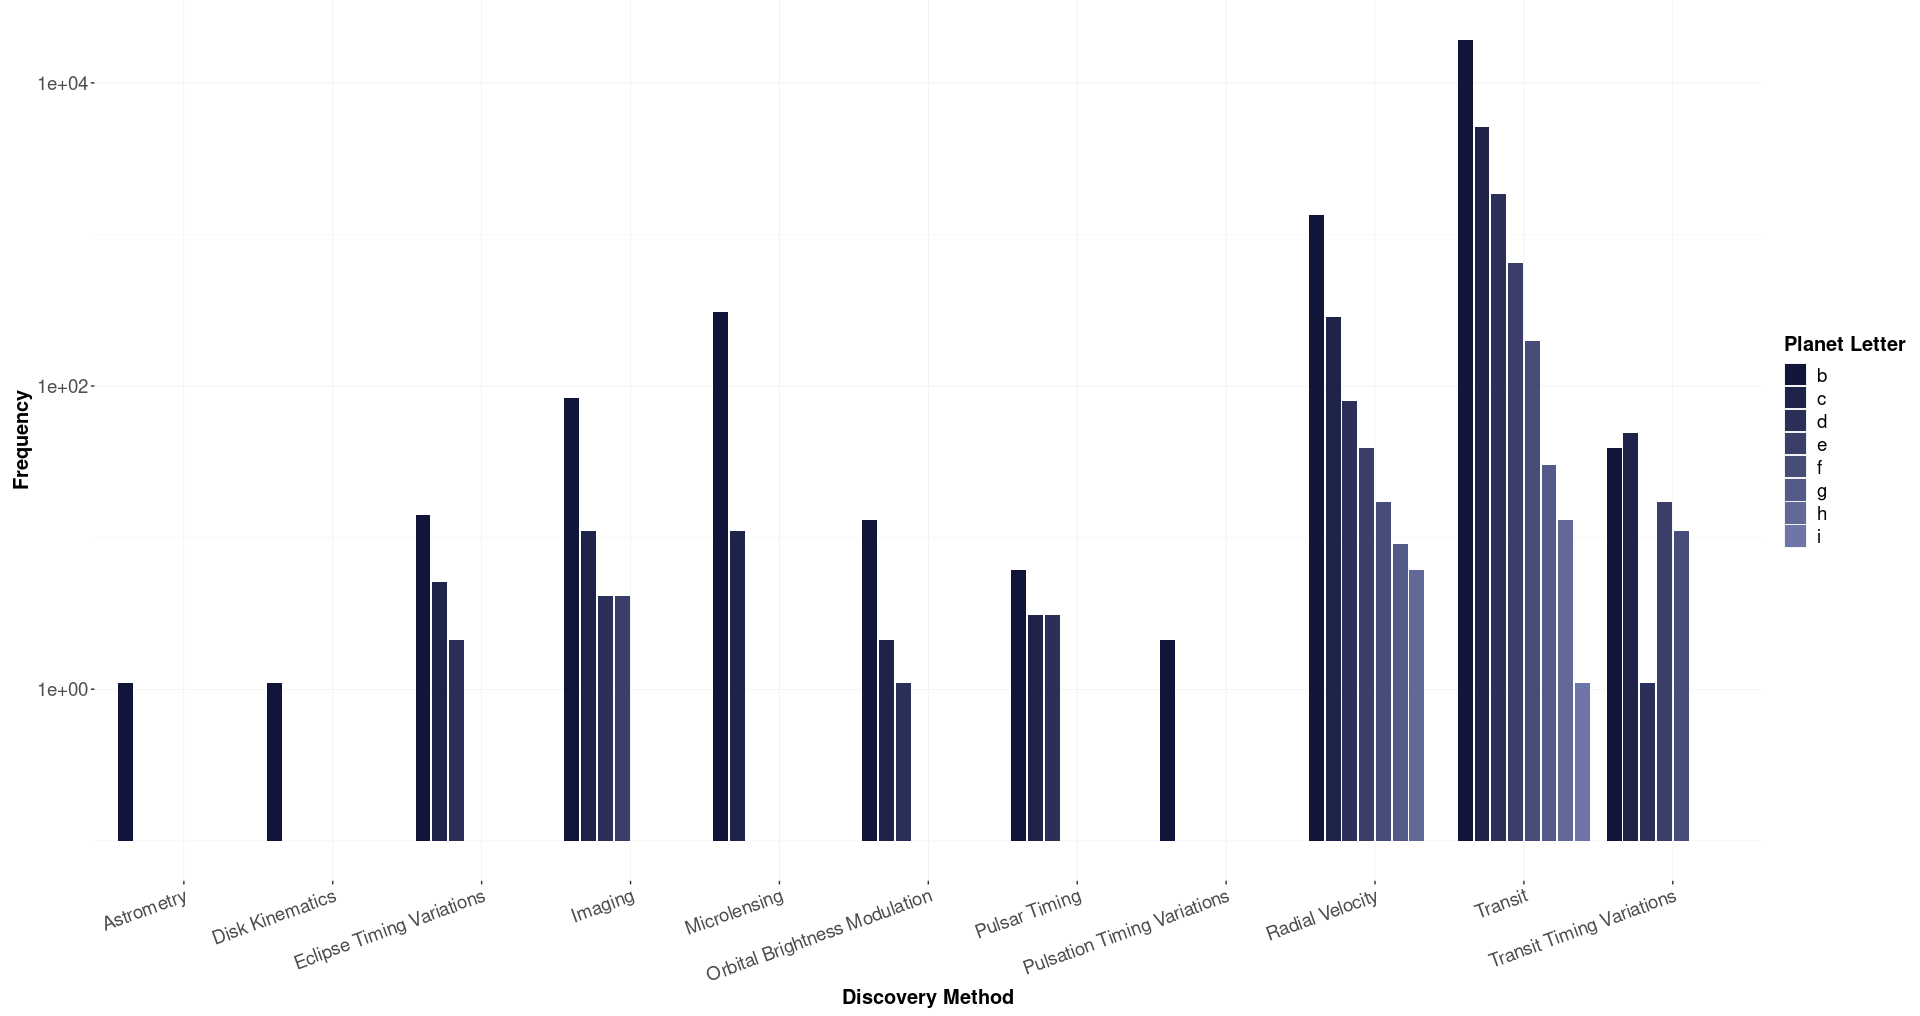 1e+04
1e+02
1e+00
Frequency
Astrometry
Disk Kinematics
Eclipse Timing Variations
Imaging
Microlensing
Orbital Brightness Modulation
Pulsar Timing
Pulsation Timing Variations
Radial Velocity
Transit
Transit Timing Variations
Discovery Method
Planet Letter
b
c
d
e
f
g
h
i